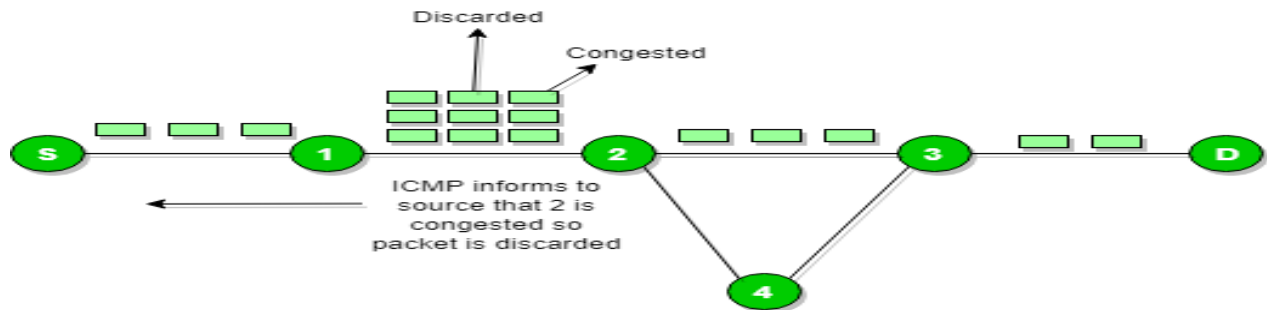 Discarded
Congested
S
1
2
3
D
ICMP informs to
source that 2 is
congested so
packet is discarded
4